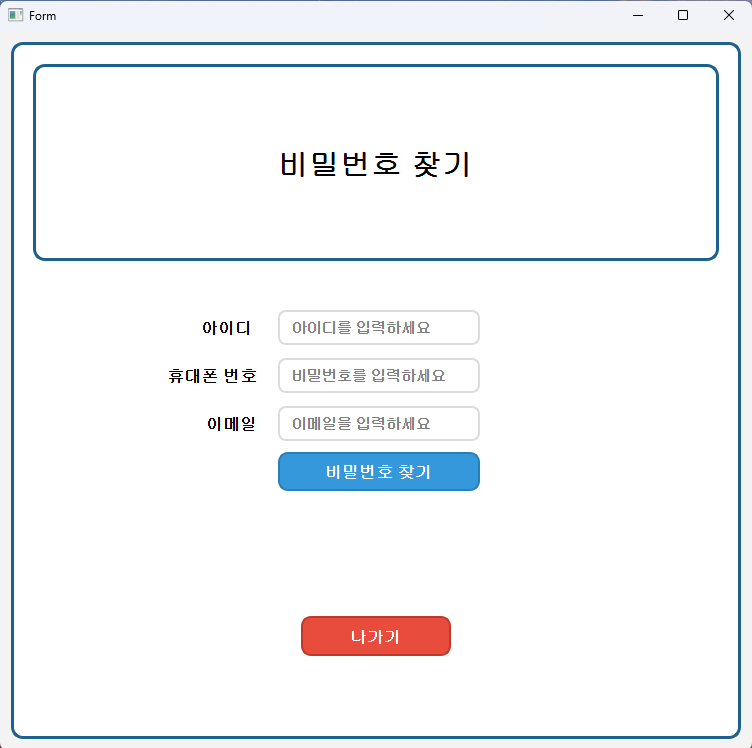 Form
비밀번호 찾기
아이디 아이디를 입력하세요
휴대폰 번호 비밀번호를 입력하세요
이메일 이메일을 입력하세요
비밀번호 찾기
나가기